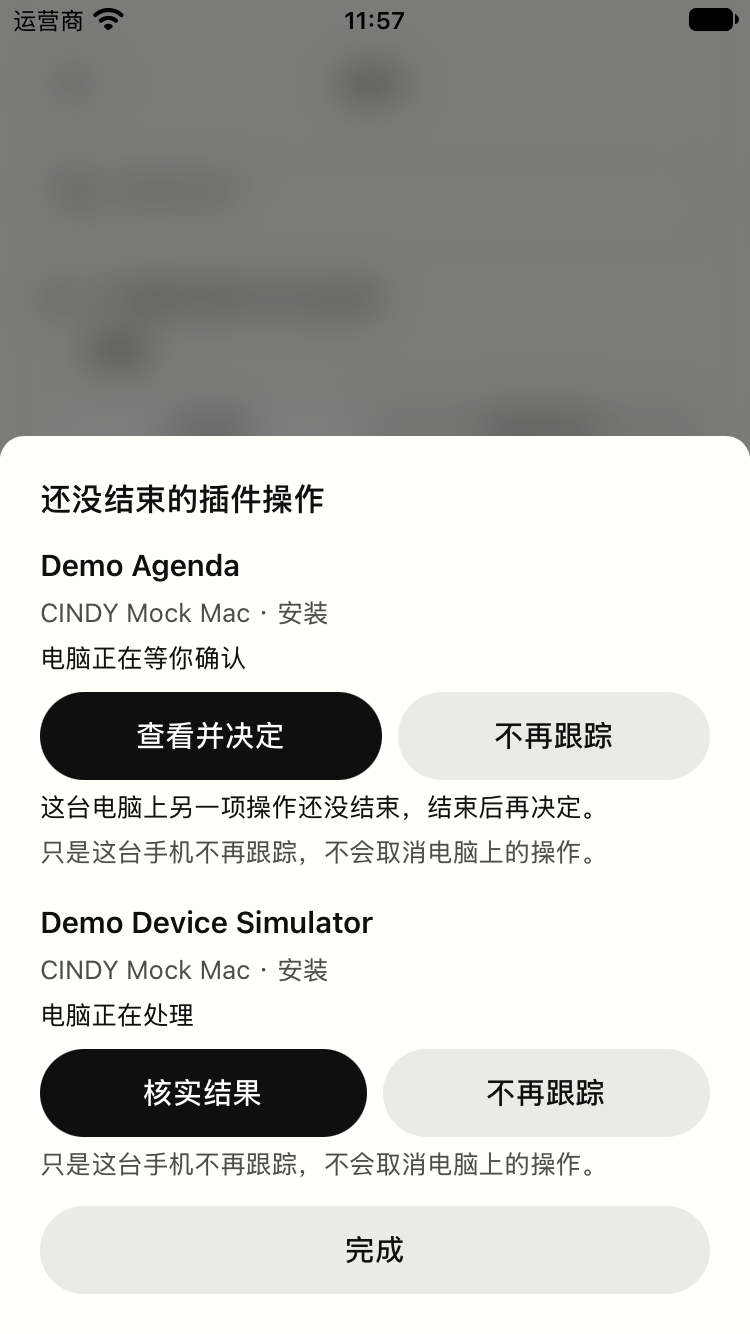 运营商 11:57
还没结束的插件操作
Demo Agenda
CINDY Mock Mac · 安装
电脑正在等你确认
查看并决定 不再跟踪
这台电脑上另一项操作还没结束，结束后再决定。
只是这台手机不再跟踪，不会取消电脑上的操作。
Demo Device Simulator
CINDY Mock Mac · 安装
电脑正在处理
核实结果 不再跟踪
只是这台手机不再跟踪，不会取消电脑上的操作。
完成